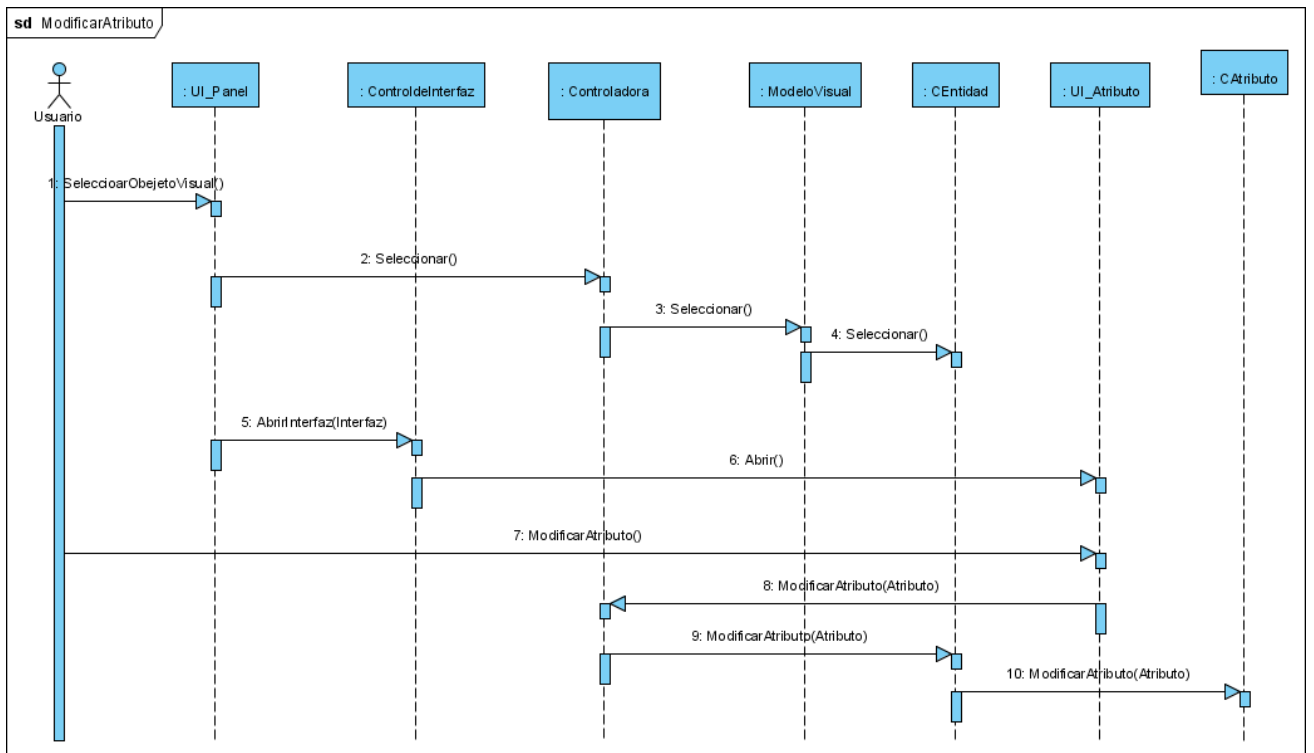 sd ModificarAtributo
: UI_Panel
: ControldeInterfaz
: Controladora
: ModeloVisual
: CEntidad
: UI_Atributo
: CAtributo
Usuario
1: SeleccioarObejetoVisual()
2: Seleccionar()
3: Seleccionar()
4: Seleccionar()
5: AbrirInterfaz(Interfaz)
6: Abrir()
7: ModificarAtributo()
8: ModificarAtributo(Atributo)
9: ModificarAtributo(Atributo)
10: ModificarAtributo(Atributo)